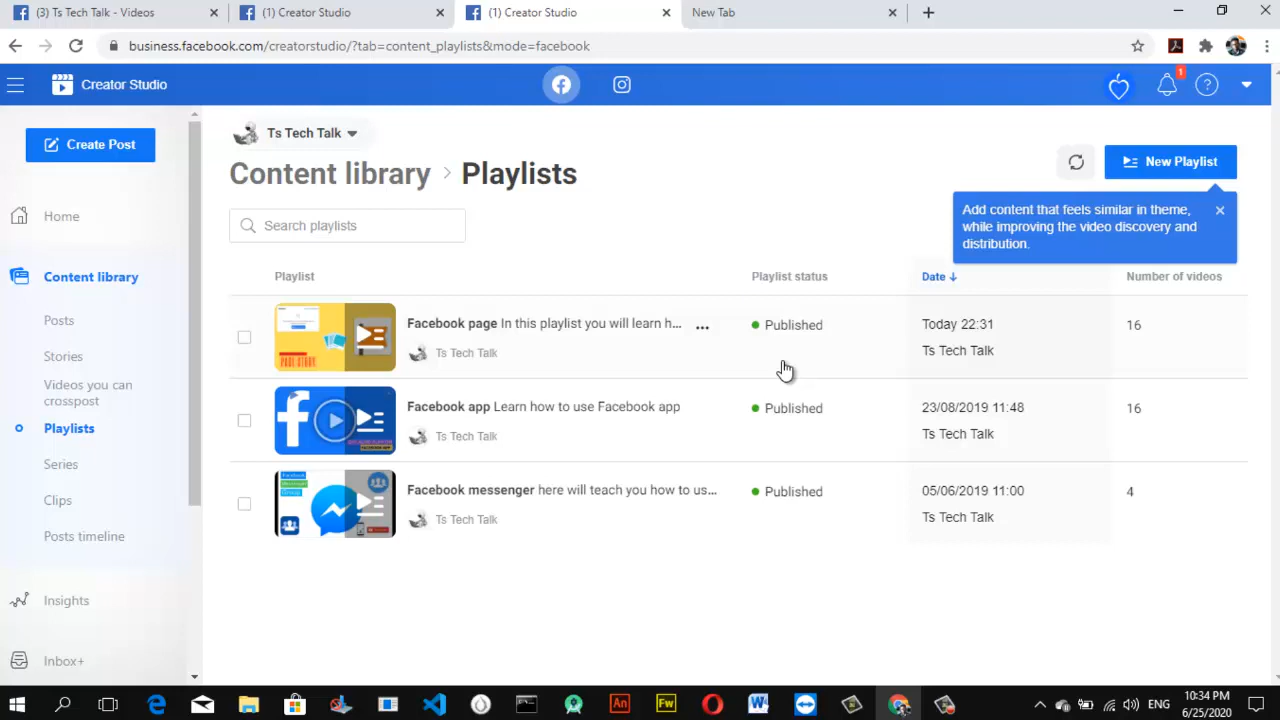 (3) Ts Tech Talk - Videos
(1) Creator Studio
(1) Creator Studio
New Tab
business.facebook.com/creatorstudio/?tab=content_playlists&mode=facebook
Creator Studio
1
Create Post
Ts Tech Talk
Content library > Playlists
New Playlist
Add content that feels similar in theme,
while improving the video discovery and
distribution.
Search playlists
Home
Content library
Posts
Stories
Videos you can
crosspost
Playlists
Series
Clips
Posts timeline
Insights
Inbox+
Playlist
Playlist status
Date
Number of videos
Facebook page In this playlist you will learn h...
Ts Tech Talk
Published
Today 22:31
Ts Tech Talk
16
Facebook app Learn how to use Facebook app
Ts Tech Talk
Published
23/08/2019 11:48
Ts Tech Talk
16
Facebook messenger here will teach you how to us...
Ts Tech Talk
Published
05/06/2019 11:00
Ts Tech Talk
4
An
Fw
ENG
10:34 PM
6/25/2020